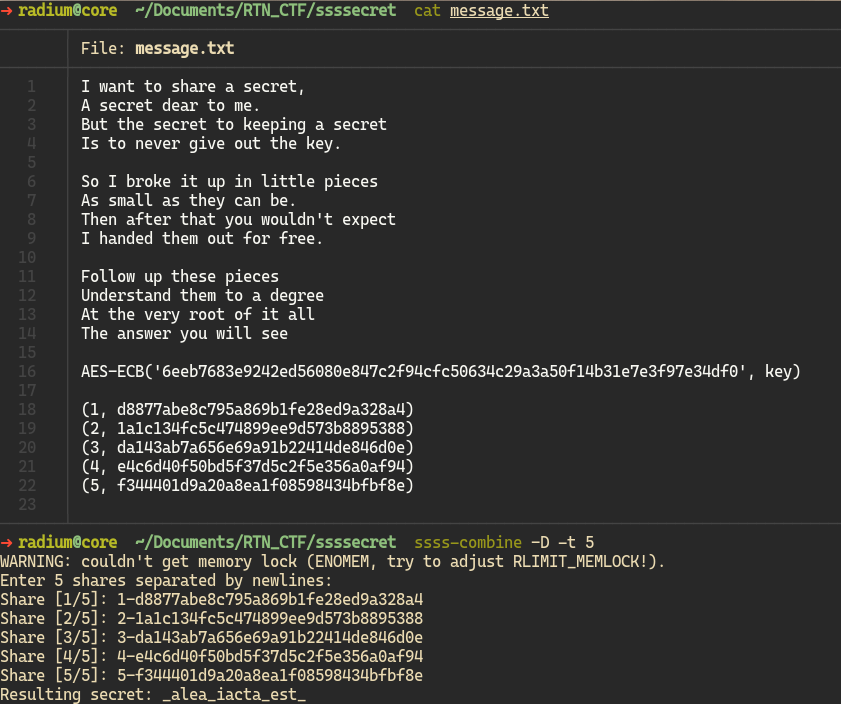 → radium@core ~/Documents/RTN_CTF/ssssecret cat message.txt
File: message.txt
1 I want to share a secret,
2 A secret dear to me.
3 But the secret to keeping a secret
4 Is to never give out the key.
5
6 So I broke it up in little pieces
7 As small as they can be.
8 Then after that you wouldn't expect
9 I handed them out for free.
10
11 Follow up these pieces
12 Understand them to a degree
13 At the very root of it all
14 The answer you will see
15
16 AES-ECB('6eeb7683e9242ed56080e847c2f94cfc50634c29a3a50f14b31e7e3f97e34df0', key)
17
18 (1, d8877abe8c795a869b1fe28ed9a328a4)
19 (2, 1a1c134fc5c474899ee9d573b8895388)
20 (3, da143ab7a656e69a91b22414de846d0e)
21 (4, e4c6d40f50bd5f37d5c2f5e356a0af94)
22 (5, f344401d9a20a8ea1f08598434bfbf8e)
23
→ radium@core ~/Documents/RTN_CTF/ssssecret ssss-combine -D -t 5
WARNING: couldn't get memory lock (ENOMEM, try to adjust RLIMIT_MEMLOCK!).
Enter 5 shares separated by newlines:
Share [1/5]: 1-d8877abe8c795a869b1fe28ed9a328a4
Share [2/5]: 2-1a1c134fc5c474899ee9d573b8895388
Share [3/5]: 3-da143ab7a656e69a91b22414de846d0e
Share [4/5]: 4-e4c6d40f50bd5f37d5c2f5e356a0af94
Share [5/5]: 5-f344401d9a20a8ea1f08598434bfbf8e
Resulting secret: _alea_iacta_est_